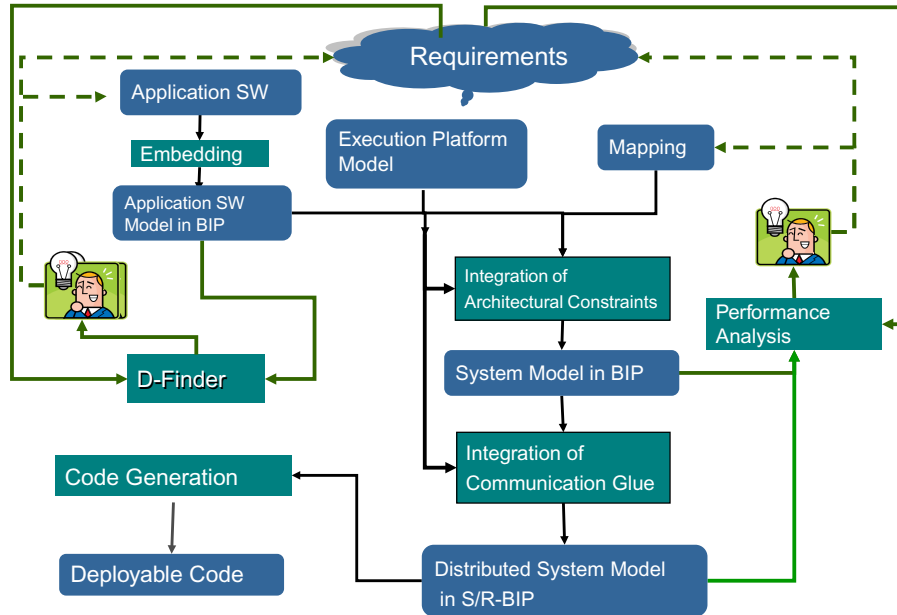 Requirements
Application SW
Execution Platform
Model
Mapping
Embedding
Application SW
Model in BIP
Integration of
Architectural Constraints
Performance
Analysis
D-Finder
System Model in BIP
Integration of
Communication Glue
Code Generation
Deployable Code
Distributed System Model
in S/R-BIP